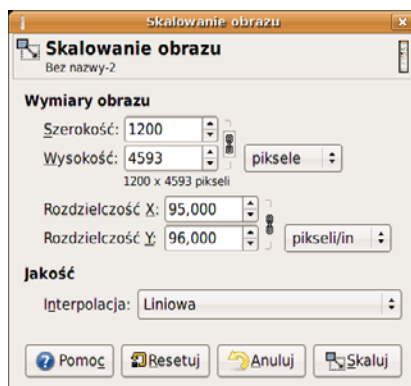 Skalowanie obrazu
Skalowanie obrazu
Bez nazwy-2
Wymiary obrazu
Szerokość: 1200
Wysokość: 4593 piksele
1200 x 4593 pikseli
Rozdzielczość X: 95,000
Rozdzielczość Y: 96,000 pikseli/in
Jakość
Interpolacja: Liniowa
Pomoc Resetuj Anuluj Skaluj